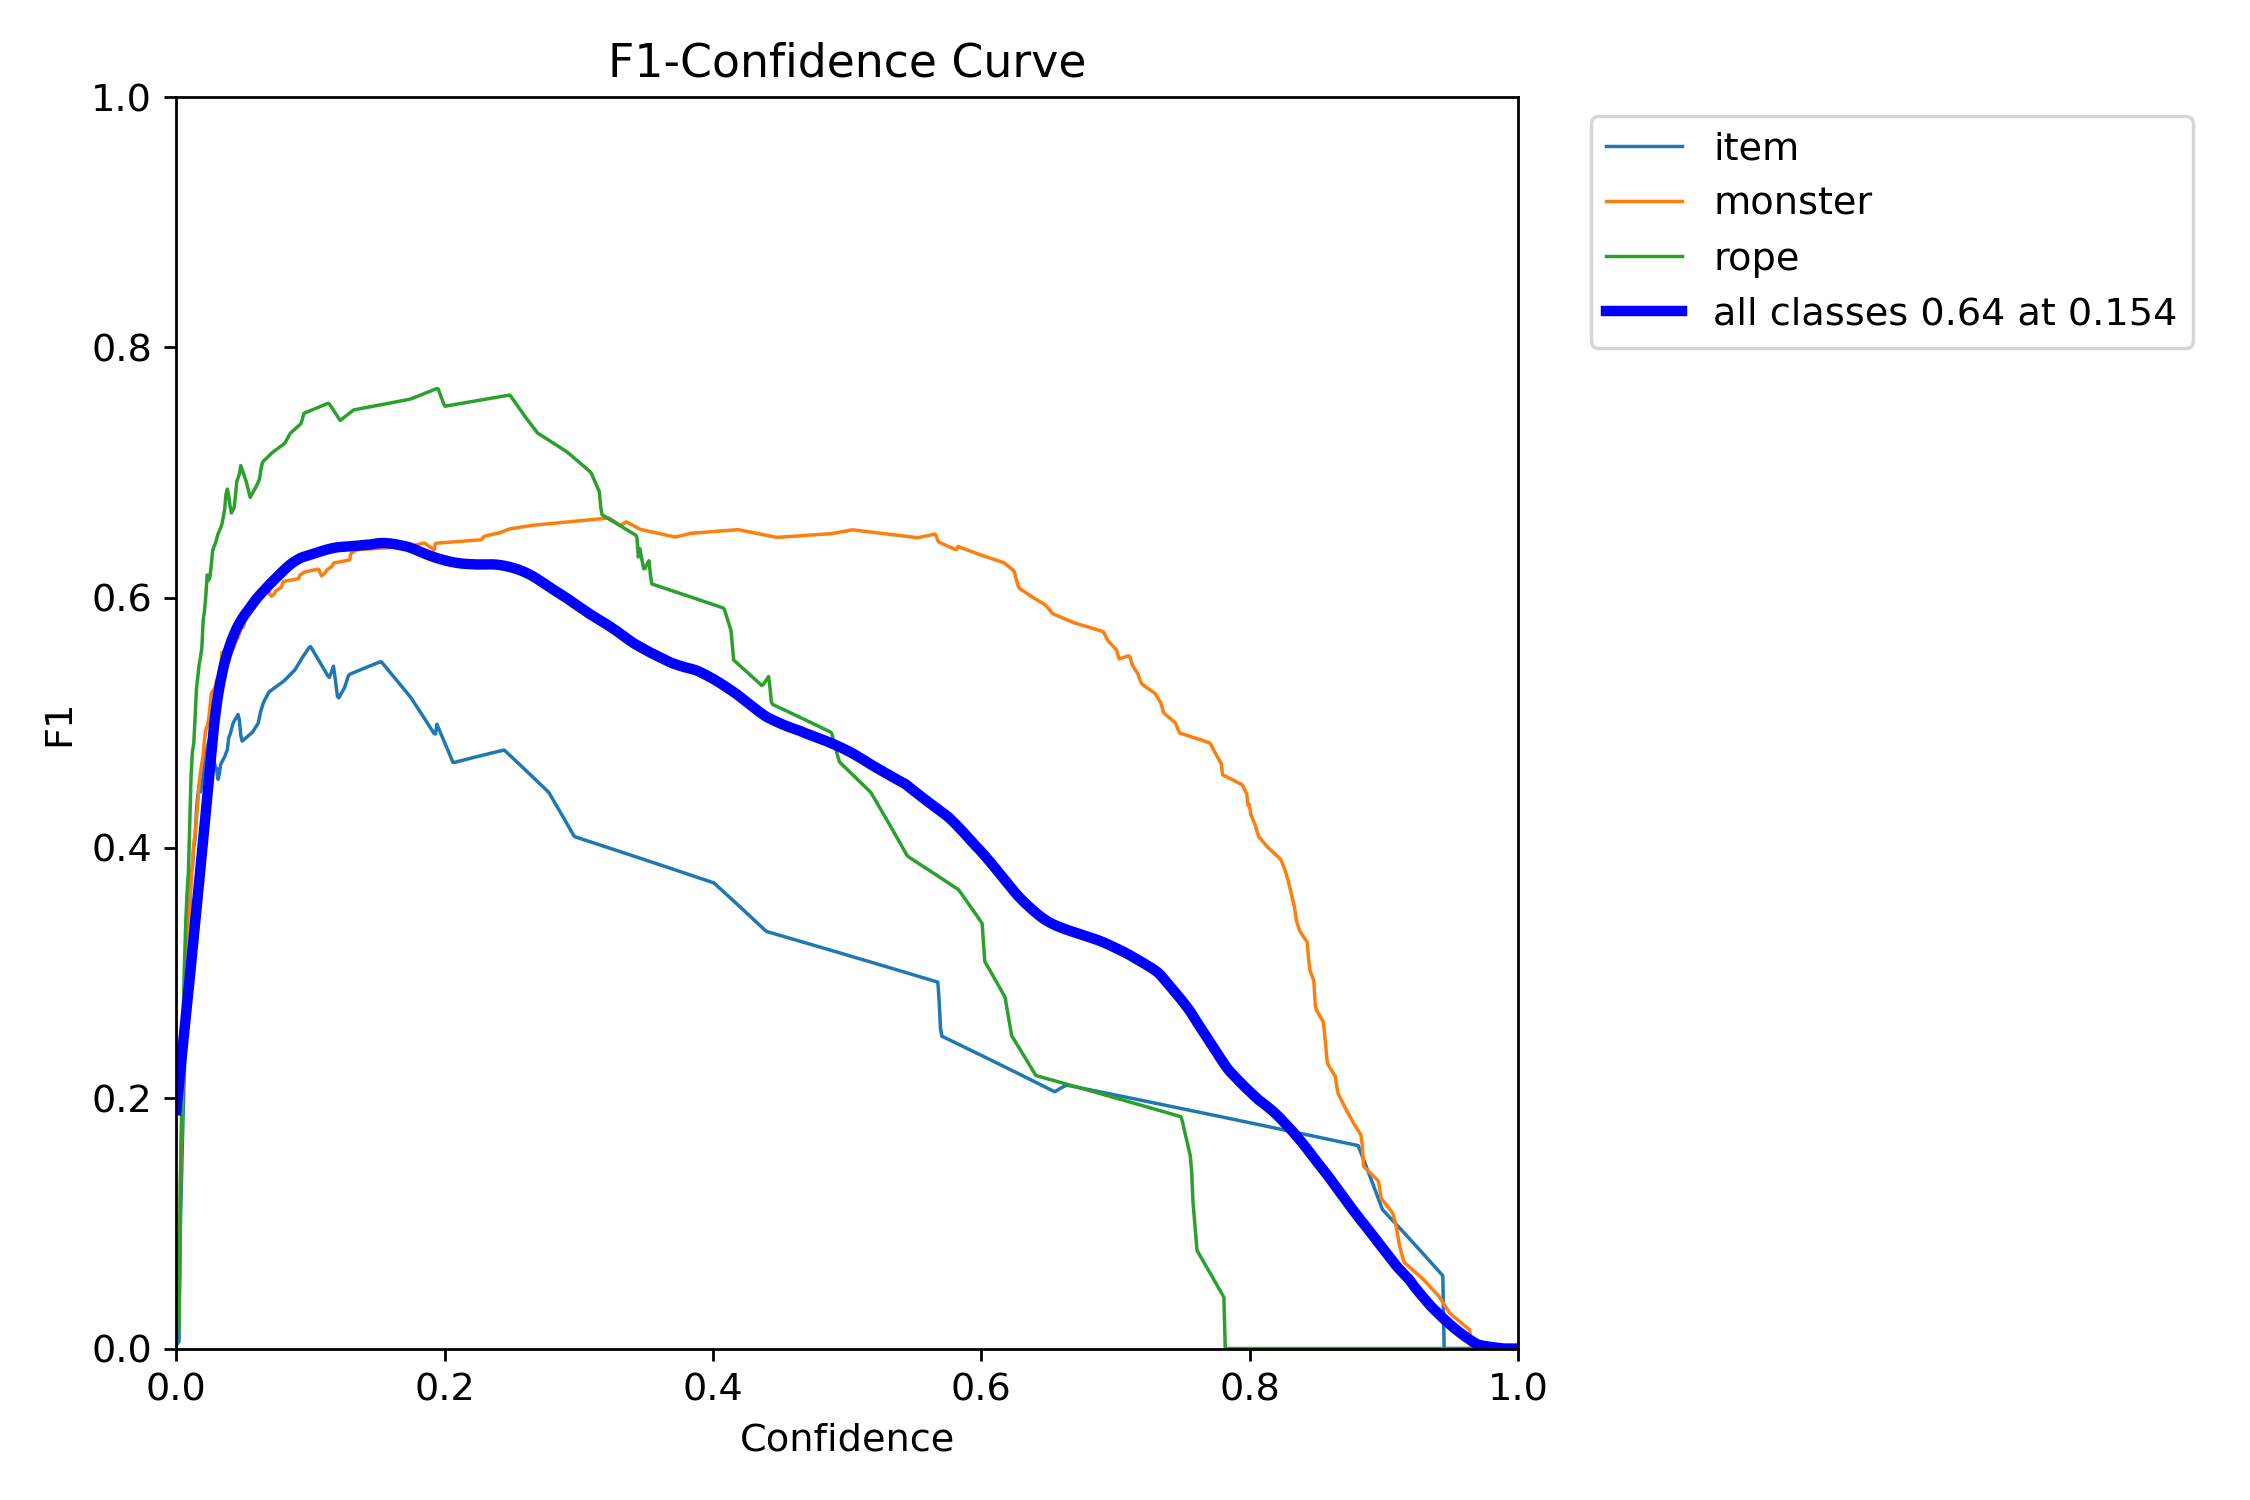 F1-Confidence Curve
1.0
0.8
0.6
0.4
0.2
0.0
F1
0.0 0.2 0.4 0.6 0.8 1.0
Confidence
item
monster
rope
all classes 0.64 at 0.154